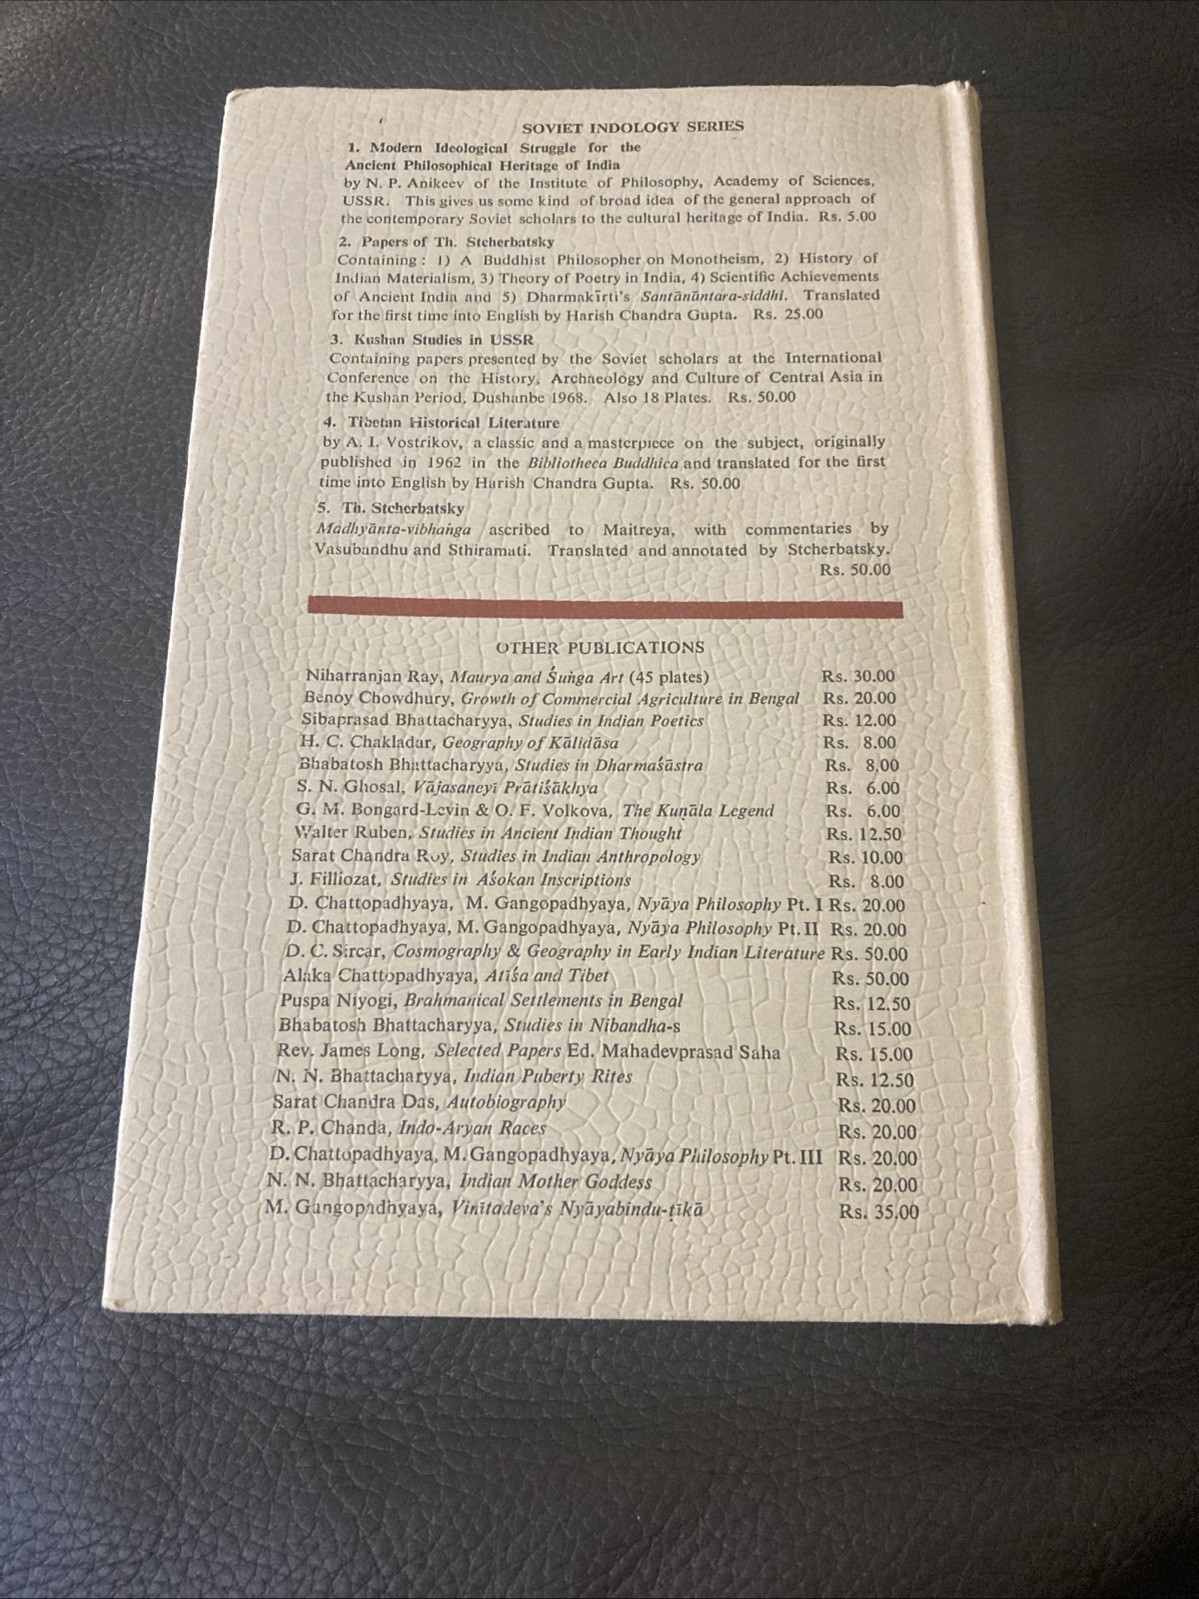 SOVIET INDOLOGY SERIES
1. Modern Ideological Struggle for the
Ancient Philosophical Heritage of India
by N. P. Anikeev of the Institute of Philosophy, Academy of Sciences,
USSR. This gives us some kind of broad idea of the general approach of
the contemporary Soviet scholars to the cultural heritage of India. Rs. 5.00
2. Papers of Th. Stcherbatsky
Containing: 1) A Buddhist Philosopher on Monotheism, 2) History of
Indian Materialism, 3) Theory of Poetry in India, 4) Scientific Achievements
of Ancient India and 5) Dharmakīrti's Santānāntara-siddhi. Translated
for the first time into English by Harish Chandra Gupta. Rs. 25.00
3. Kushan Studies in USSR
Containing papers presented by the Soviet scholars at the International
Conference on the History, Archaeology and Culture of Central Asia in
the Kushan Period, Dushanbe 1968. Also 18 Plates. Rs. 50.00
4. Tibetan Historical Literature
by A. I. Vostrikov, a classic and a masterpiece on the subject, originally
published in 1962 in the Bibliotheca Buddhica and translated for the first
time into English by Harish Chandra Gupta. Rs. 50.00
5. Th. Stcherbatsky
Madhyānta-vibhaṅga ascribed to Maitreya, with commentaries by
Vasubandhu and Sthiramati. Translated and annotated by Stcherbatsky.
Rs. 50.00
OTHER PUBLICATIONS
Niharranjan Ray, Maurya and Śuṅga Art (45 plates) Rs. 30.00
Benoy Chowdhury, Growth of Commercial Agriculture in Bengal Rs. 20.00
Sibaprasad Bhattacharyya, Studies in Indian Poetics Rs. 12.00
H. C. Chakladar, Geography of Kālidāsa Rs. 8.00
Bhabatosh Bhattacharyya, Studies in Dharmaśāstra Rs. 8.00
S. N. Ghosal, Vājasaneyī Prātiśākhya Rs. 6.00
G. M. Bongard-Levin & O. F. Volkova, The Kuṇāla Legend Rs. 6.00
Walter Ruben, Studies in Ancient Indian Thought Rs. 12.50
Sarat Chandra Roy, Studies in Indian Anthropology Rs. 10.00
J. Filliozat, Studies in Aśokan Inscriptions Rs. 8.00
D. Chattopadhyaya, M. Gangopadhyaya, Nyāya Philosophy Pt. I Rs. 20.00
D. Chattopadhyaya, M. Gangopadhyaya, Nyāya Philosophy Pt. II Rs. 20.00
D. C. Sircar, Cosmography & Geography in Early Indian Literature Rs. 50.00
Alaka Chattopadhyaya, Atīśa and Tibet Rs. 50.00
Puspa Niyogi, Brahmanical Settlements in Bengal Rs. 12.50
Bhabatosh Bhattacharyya, Studies in Nibandha-s Rs. 15.00
Rev. James Long, Selected Papers Ed. Mahadevprasad Saha Rs. 15.00
N. N. Bhattacharyya, Indian Puberty Rites Rs. 12.50
Sarat Chandra Das, Autobiography Rs. 20.00
R. P. Chanda, Indo-Aryan Races Rs. 20.00
D. Chattopadhyaya, M. Gangopadhyaya, Nyāya Philosophy Pt. III Rs. 20.00
N. N. Bhattacharyya, Indian Mother Goddess Rs. 20.00
M. Gangopadhyaya, Vinītadeva's Nyāyabindu-ṭīkā Rs. 35.00